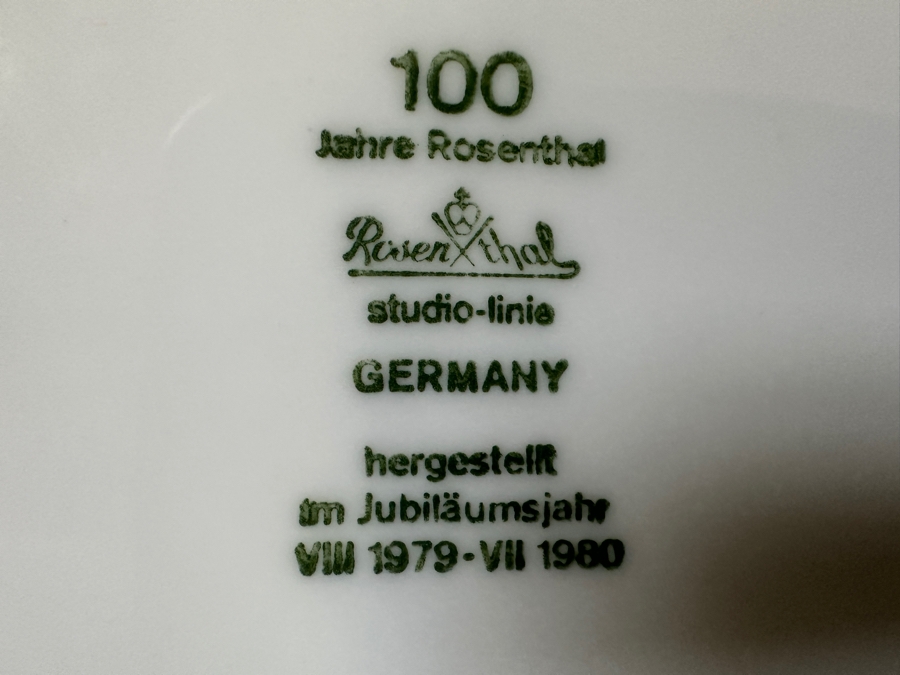 100
Jahre Rosenthal
Rosenthal
studio-linie
GERMANY
hergestellt
im Jubiläumsjahr
VIII 1979-VII 1980